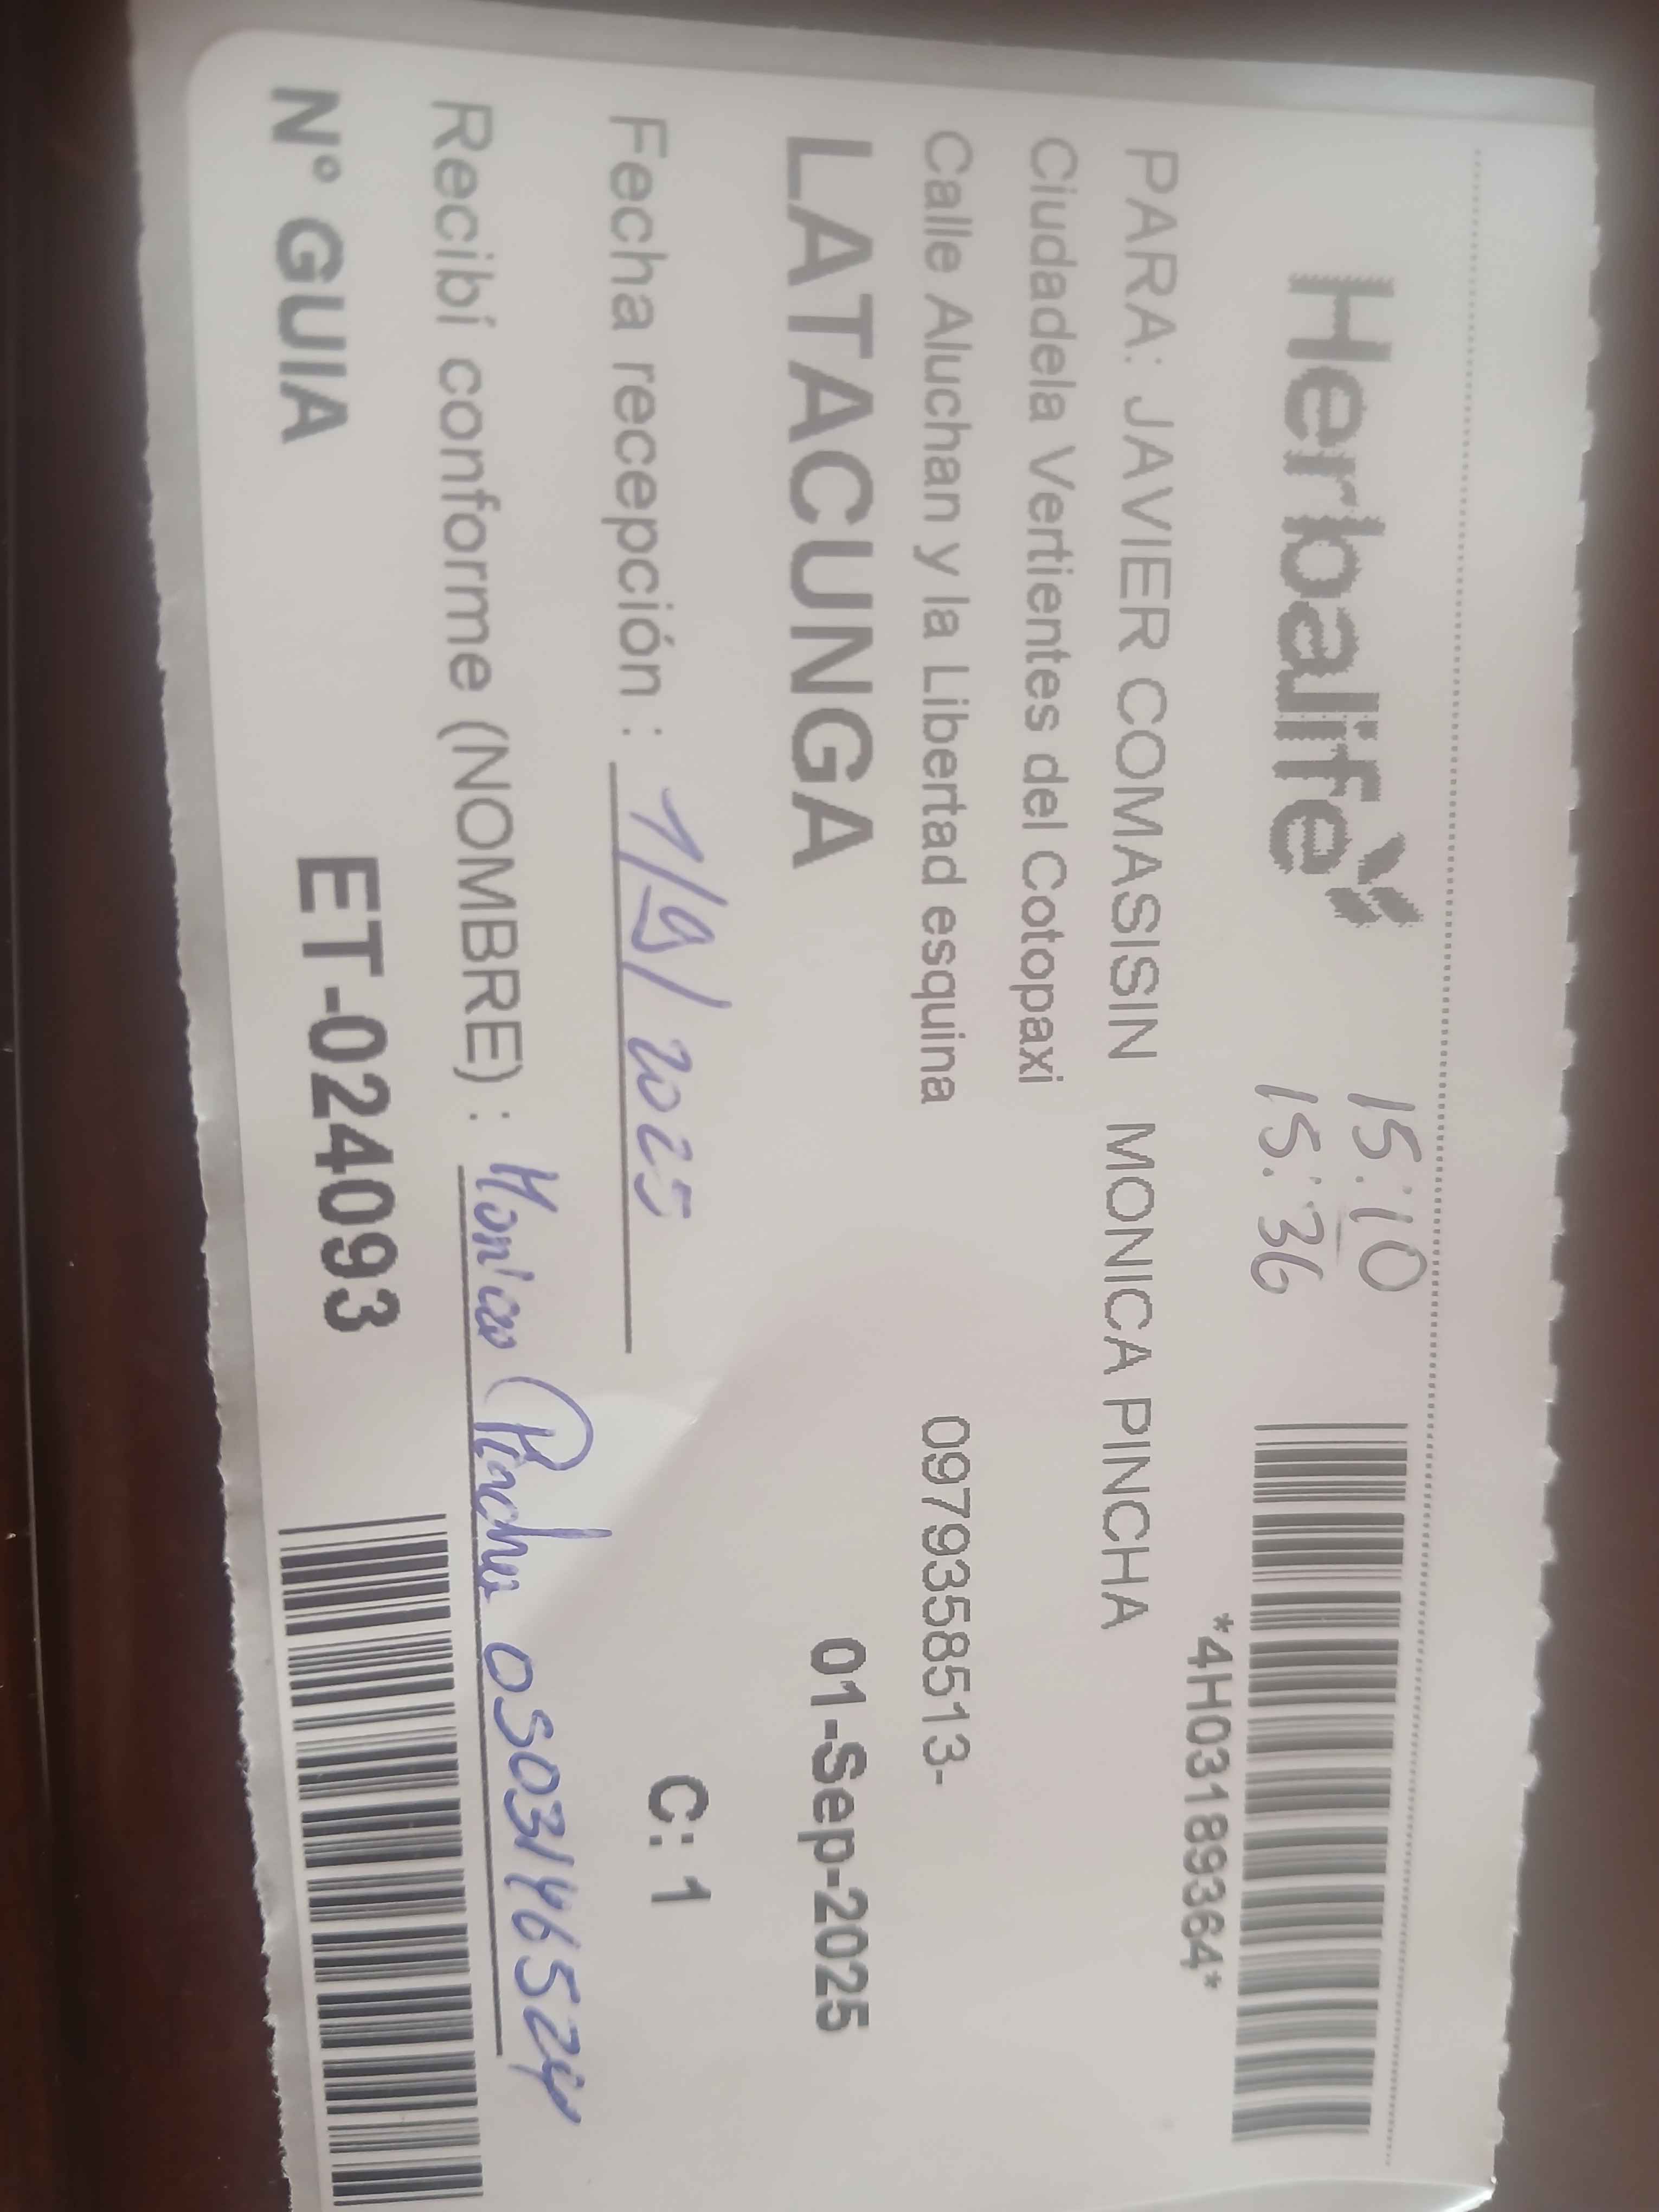 Herbalife
15:10
15:36
*4H03189364*
PARA: JAVIER COMASISIN MONICA PINCHA
Ciudadela Vertientes del Cotopaxi
Calle Aluchan y la Libertad esquina 0979358513-
LATACUNGA 01-Sep-2025
Fecha recepción : 1/9/2025 C: 1
Recibí conforme (NOMBRE) : Monica Pincha 0503146524
N° GUIA ET-024093